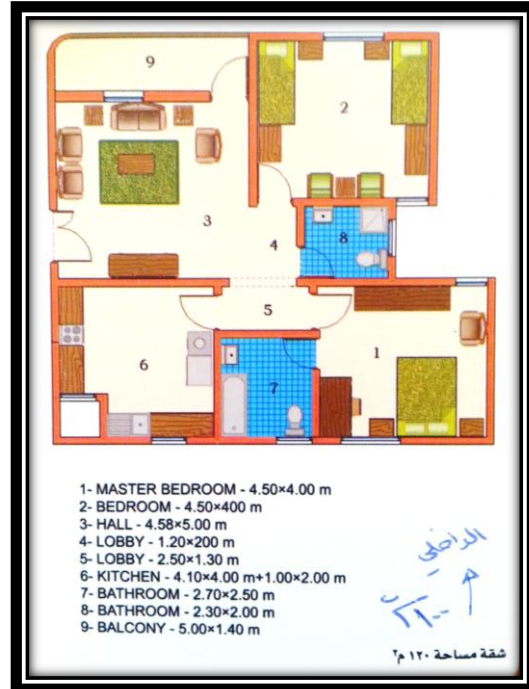 9
2
3
4
8
5
6
7
1
1- MASTER BEDROOM - 4.50×4.00 m
2- BEDROOM - 4.50×400 m
3- HALL - 4.58×5.00 m
4- LOBBY - 1.20×200 m
5- LOBBY - 2.50×1.30 m
6- KITCHEN - 4.10×4.00 m+1.00×2.00 m
7- BATHROOM - 2.70×2.50 m
8- BATHROOM - 2.30×2.00 m
9- BALCONY - 5.00×1.40 m
الداخلي
شقة مساحة ١٢٠ م٢